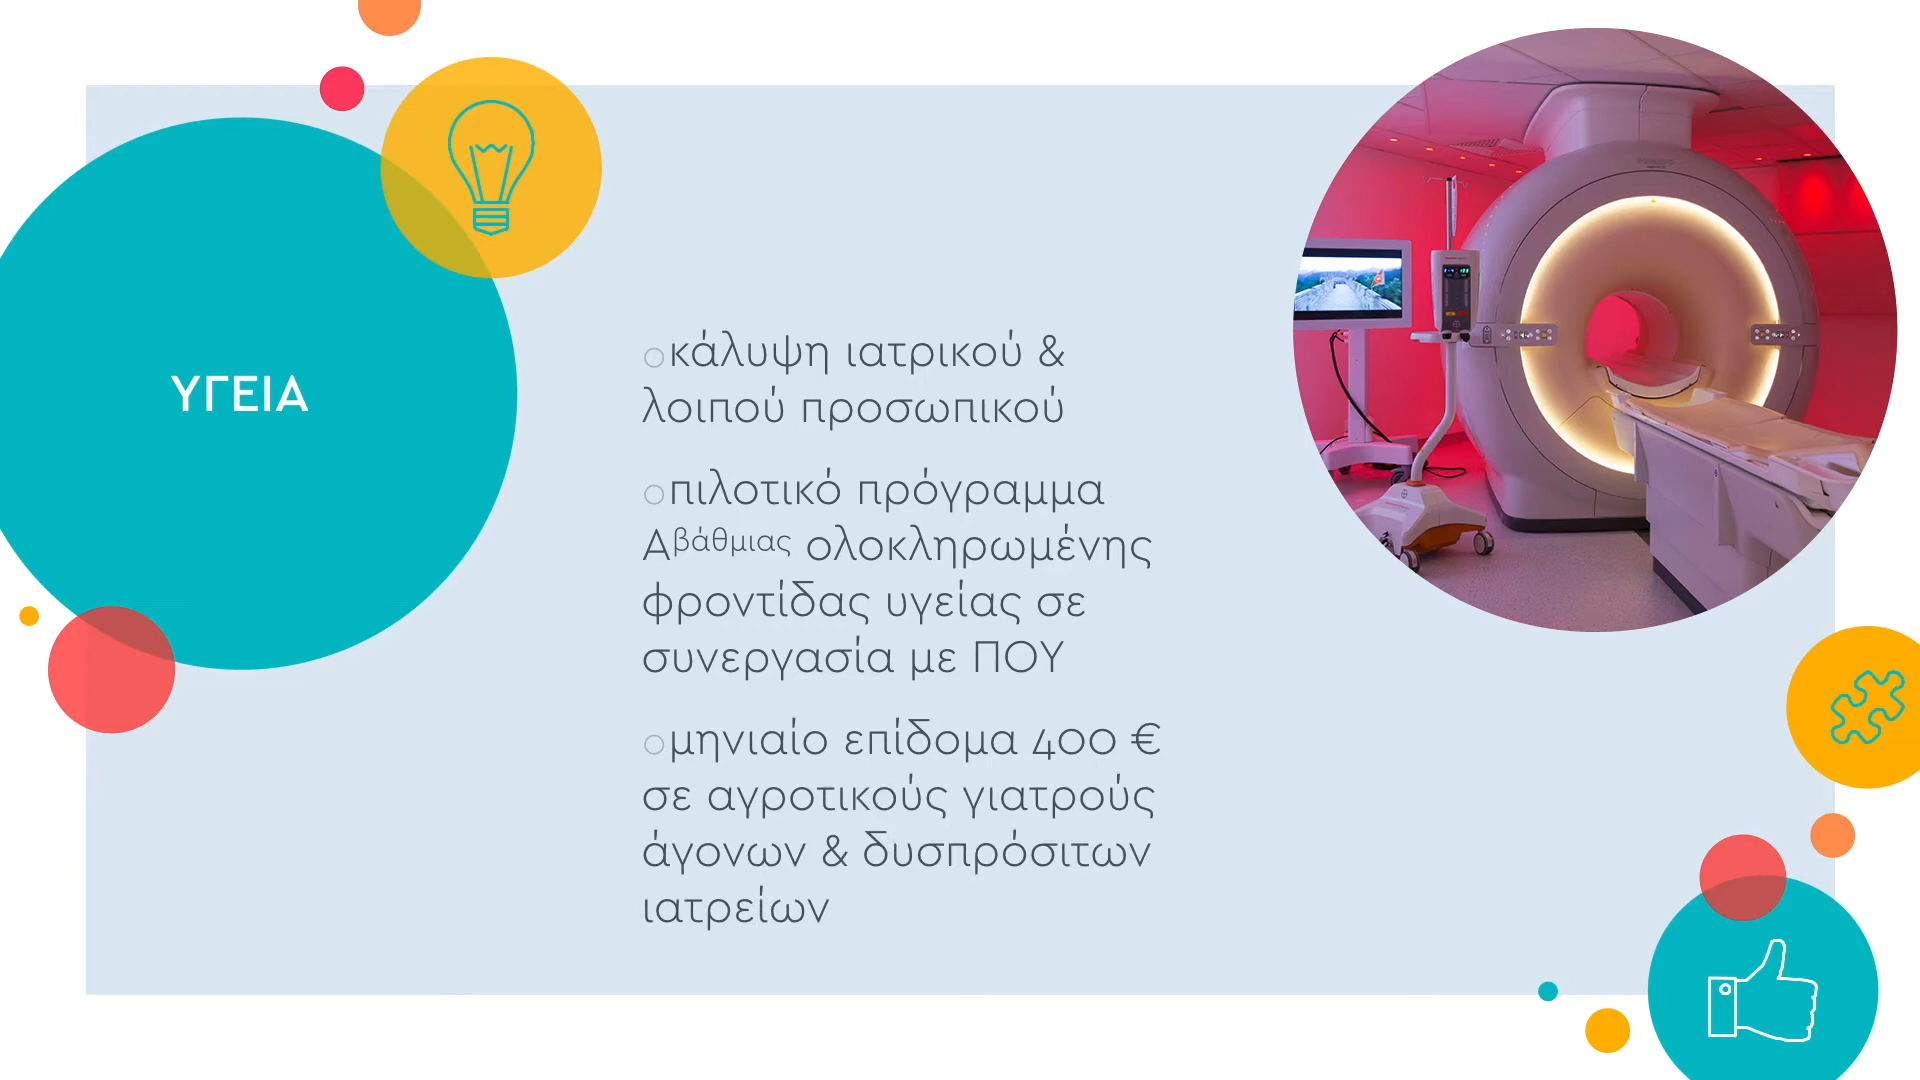 ΥΓΕΙΑ
○κάλυψη ιατρικού &
λοιπού προσωπικού
○πιλοτικό πρόγραμμα
Αβάθμιας ολοκληρωμένης
φροντίδας υγείας σε
συνεργασία με ΠΟΥ
○μηνιαίο επίδομα 400 €
σε αγροτικούς γιατρούς
άγονων & δυσπρόσιτων
ιατρείων